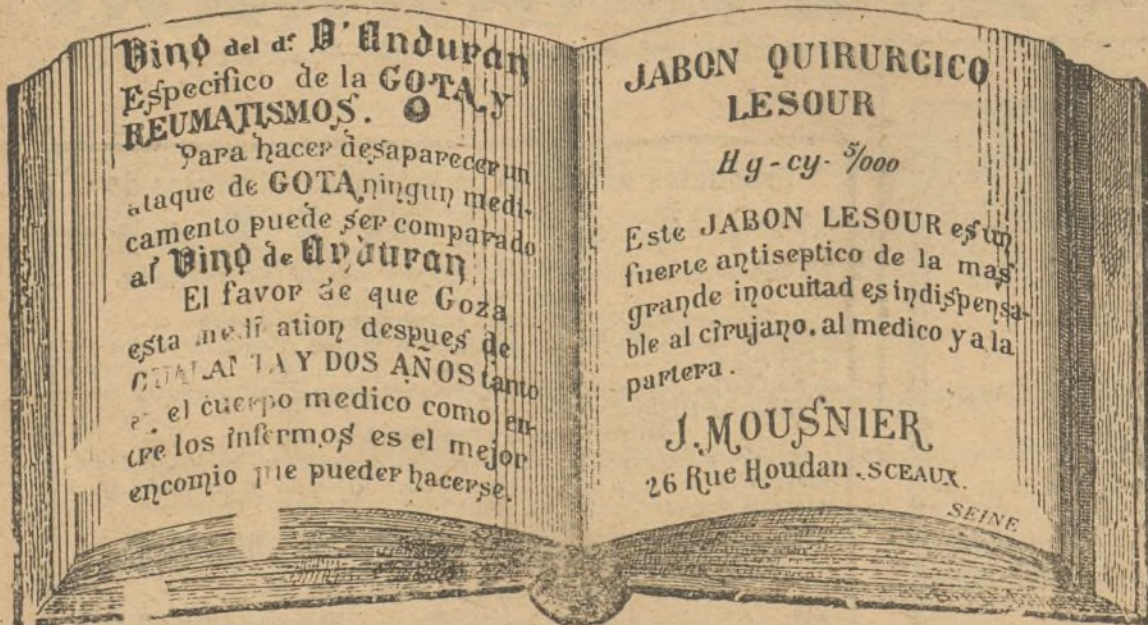 Vino del dr D'Anduran
Especifico de la GOTA y
REUMATISMOS.
Para hacer desaparecer un
ataque de GOTA ningun medi-
camento puede ser comparado
al Vino de Anduran
El favor de que Goza
esta despues de
Y DOS AÑOS tanto
el cuerpo medico como en-
tre los infermos es el mejor
encomio pueder hacerse.
JABON QUIRURGICO
LESOUR
Hg-cy- 5/000
Este JABON LESOUR es un
fuerte antiseptico de la mas
grande inocuitad es indispensa-
ble al cirujano. al medico y a la
partera.
J. MOUSNIER
26 Rue Houdan. SCEAUX.
SEINE